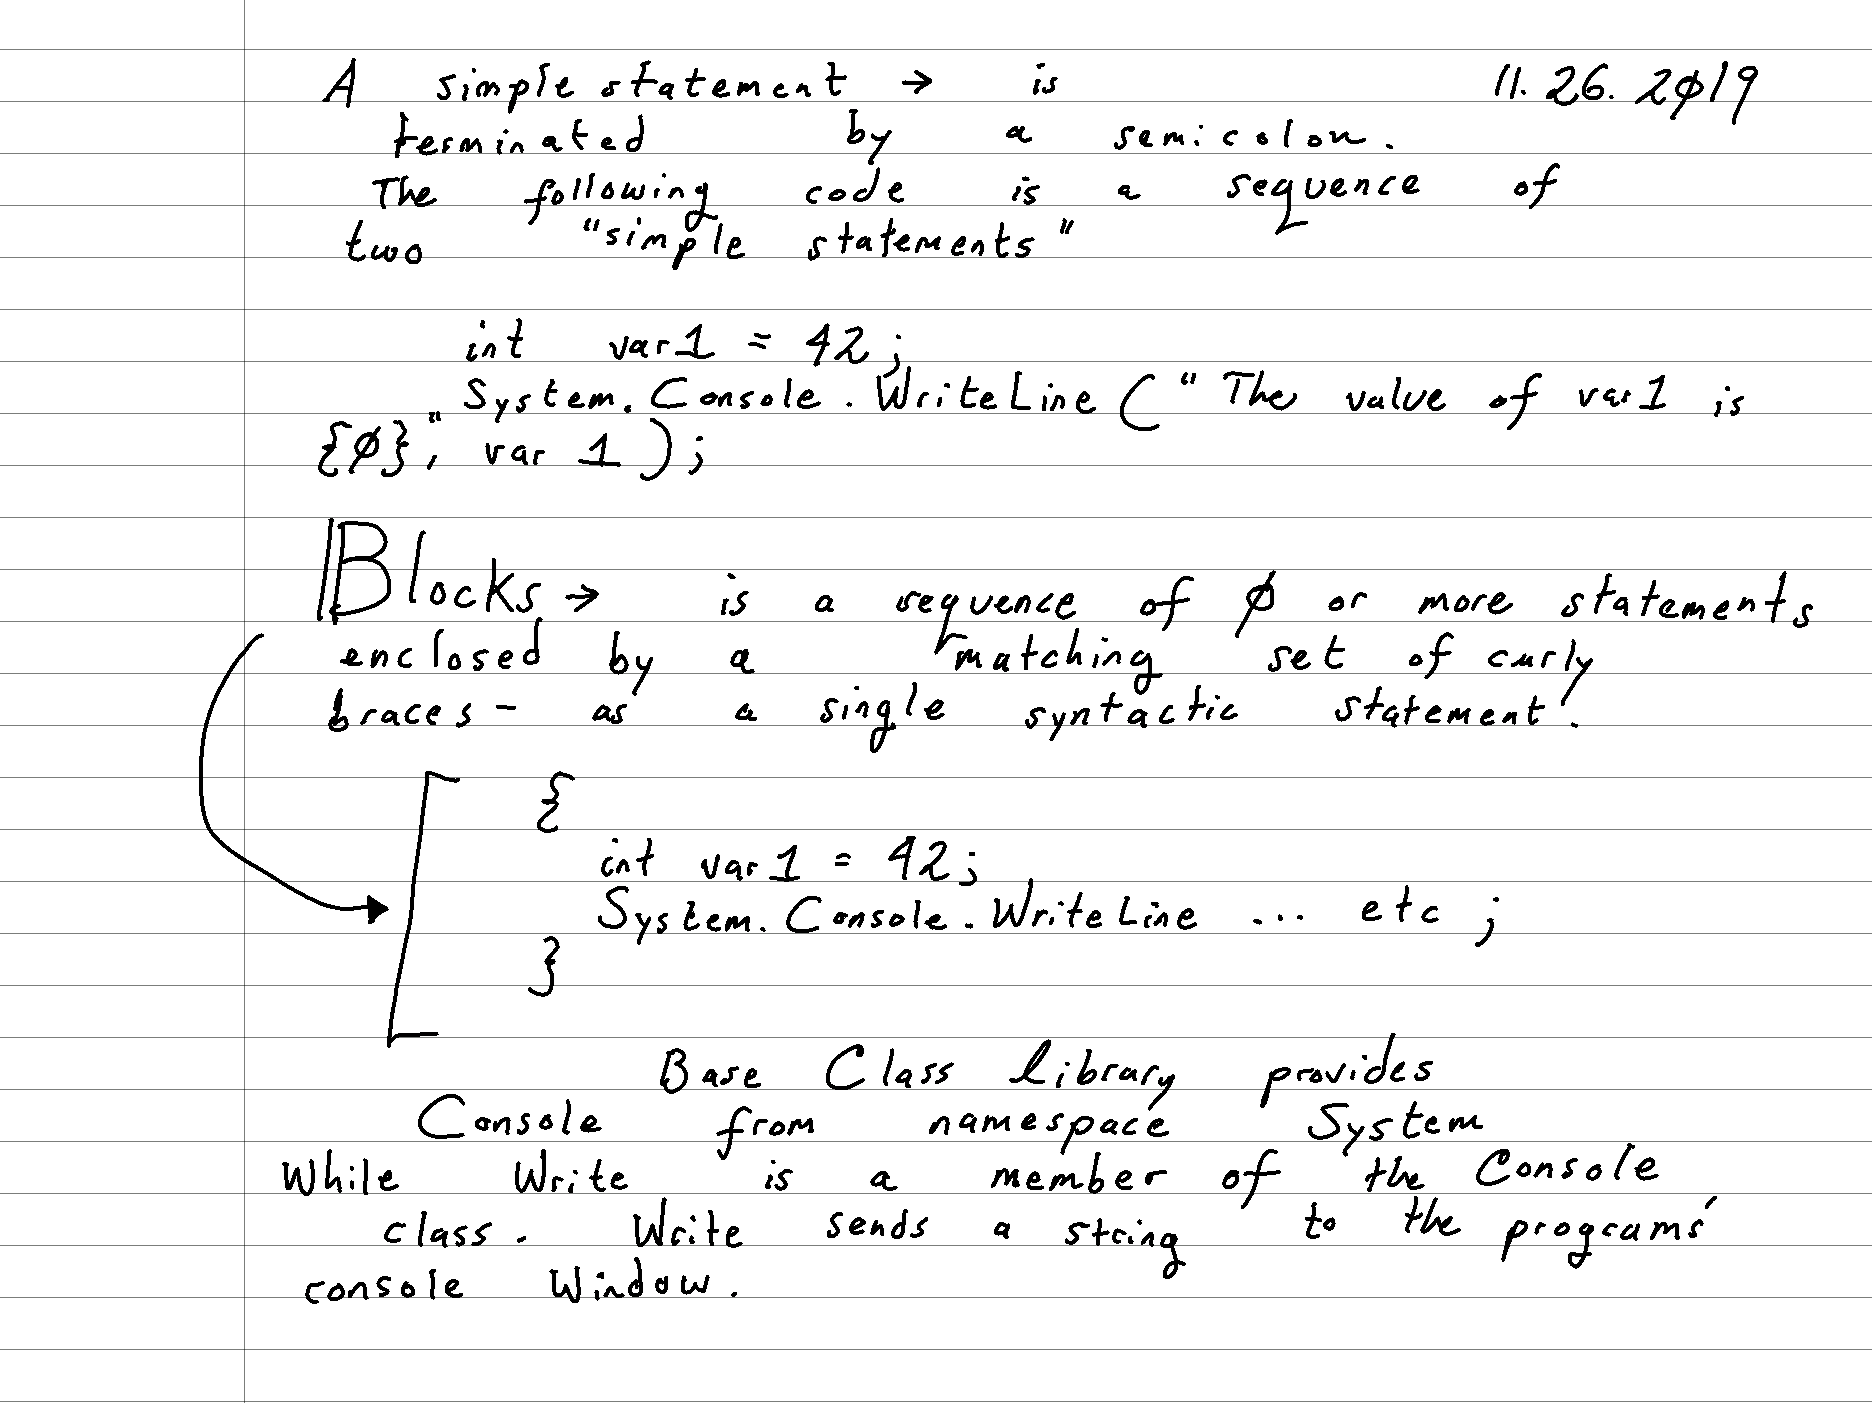 A simple statement → is 11.26.2019
terminated by a semicolon.
The following code is a sequence of
two "simple statements"
int var1 = 42;
System.Console.WriteLine("The value of var1 is
{0}", var 1);
Blocks → is a sequence of 0 or more statements
enclosed by a matching set of curly
braces - as a single syntactic statement!
{
int var1 = 42;
System.Console.WriteLine ... etc ;
}
Base Class Library provides
Console from namespace System
While Write is a member of the Console
class. Write sends a string to the programs'
console Window.